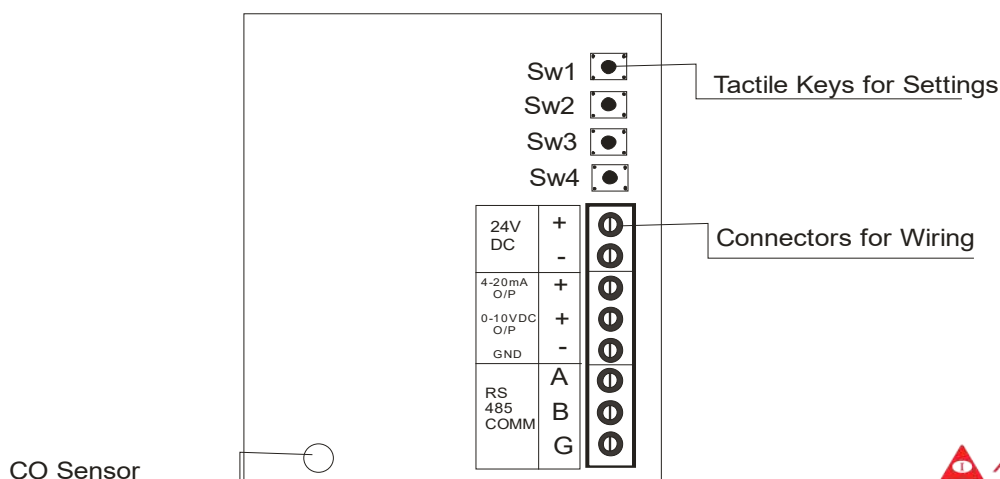 Sw1
Tactile Keys for Settings
Sw2
Sw3
Sw4
24V
DC
+
-
Connectors for Wiring
4-20mA
O/P
+
0-10VDC
O/P
+
GND
-
RS
485
COMM
A
B
G
CO Sensor
I